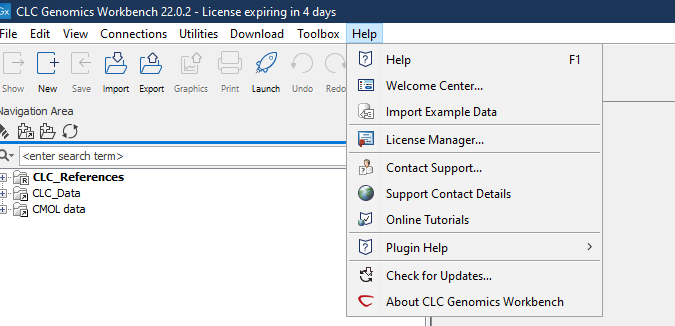 Gx CLC Genomics Workbench 22.0.2 - License expiring in 4 days
File Edit View Connections Utilities Download Toolbox Help
Show New Save Import Export Graphics Print Launch Undo Redo
Navigation Area
<enter search term>
CLC_References
CLC_Data
CMOL data
Help F1
Welcome Center...
Import Example Data
License Manager...
Contact Support...
Support Contact Details
Online Tutorials
Plugin Help
Check for Updates...
About CLC Genomics Workbench